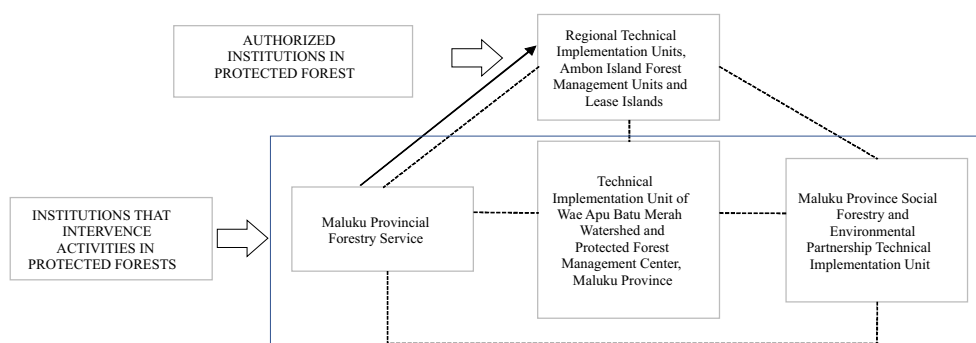 AUTHORIZED
INSTITUTIONS IN
PROTECTED FOREST
Regional Technical
Implementation Units,
Ambon Island Forest
Management Units and
Lease Islands
INSTITUTIONS THAT
INTERVENCE
ACTIVITIES IN
PROTECTED FORESTS
Maluku Provincial
Forestry Service
Technical
Implementation Unit of
Wae Apu Batu Merah
Watershed and
Protected Forest
Management Center,
Maluku Province
Maluku Province Social
Forestry and
Environmental
Partnership Technical
Implementation Unit